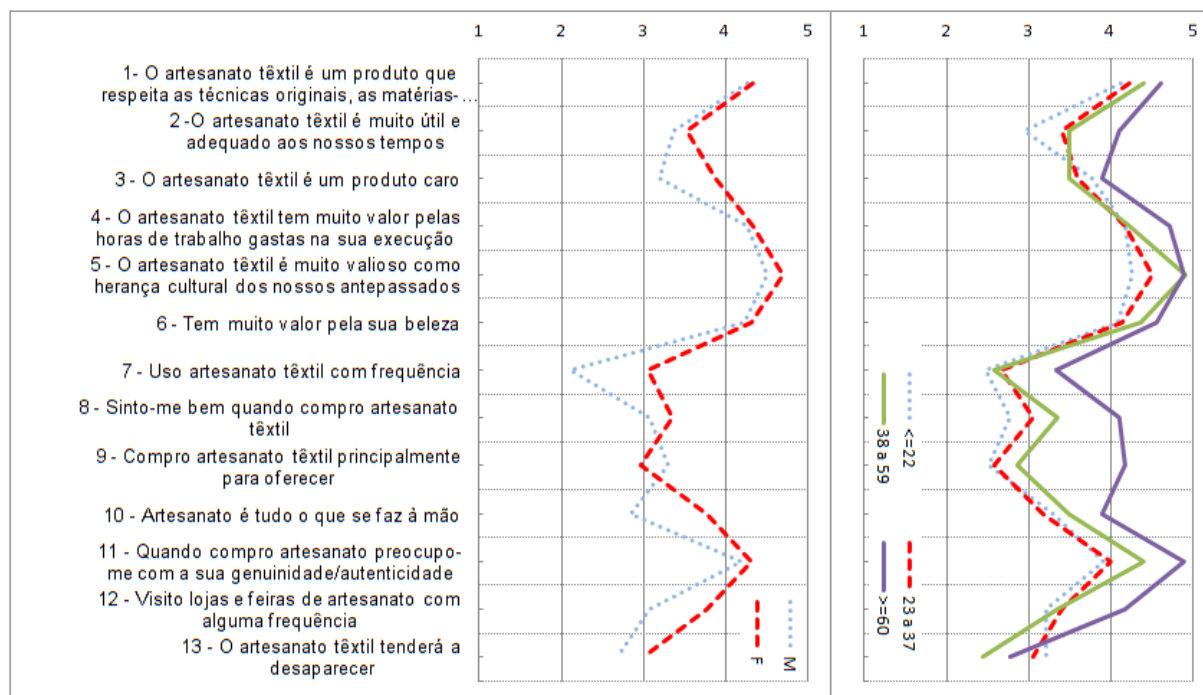 1 2 3 4 5 1 2 3 4 5
1- O artesanato têxtil é um produto que
respeita as técnicas originais, as matérias-...
2 -O artesanato têxtil é muito útil e
adequado aos nossos tempos
3 - O artesanato têxtil é um produto caro
4 - O artesanato têxtil tem muito valor pelas
horas de trabalho gastas na sua execução
5 - O artesanato têxtil é muito valioso como
herança cultural dos nossos antepassados
6 - Tem muito valor pela sua beleza
7 - Uso artesanato têxtil com frequência
8 - Sinto-me bem quando compro artesanato
têxtil
9 - Compro artesanato têxtil principalmente
para oferecer
10 - Artesanato é tudo o que se faz à mão
11 - Quando compro artesanato preocupo-
me com a sua genuinidade/autenticidade
12 - Visito lojas e feiras de artesanato com
alguma frequência
13 - O artesanato têxtil tenderá a
desaparecer
M
F
<=22
23 a 37
38 a 59
>=60